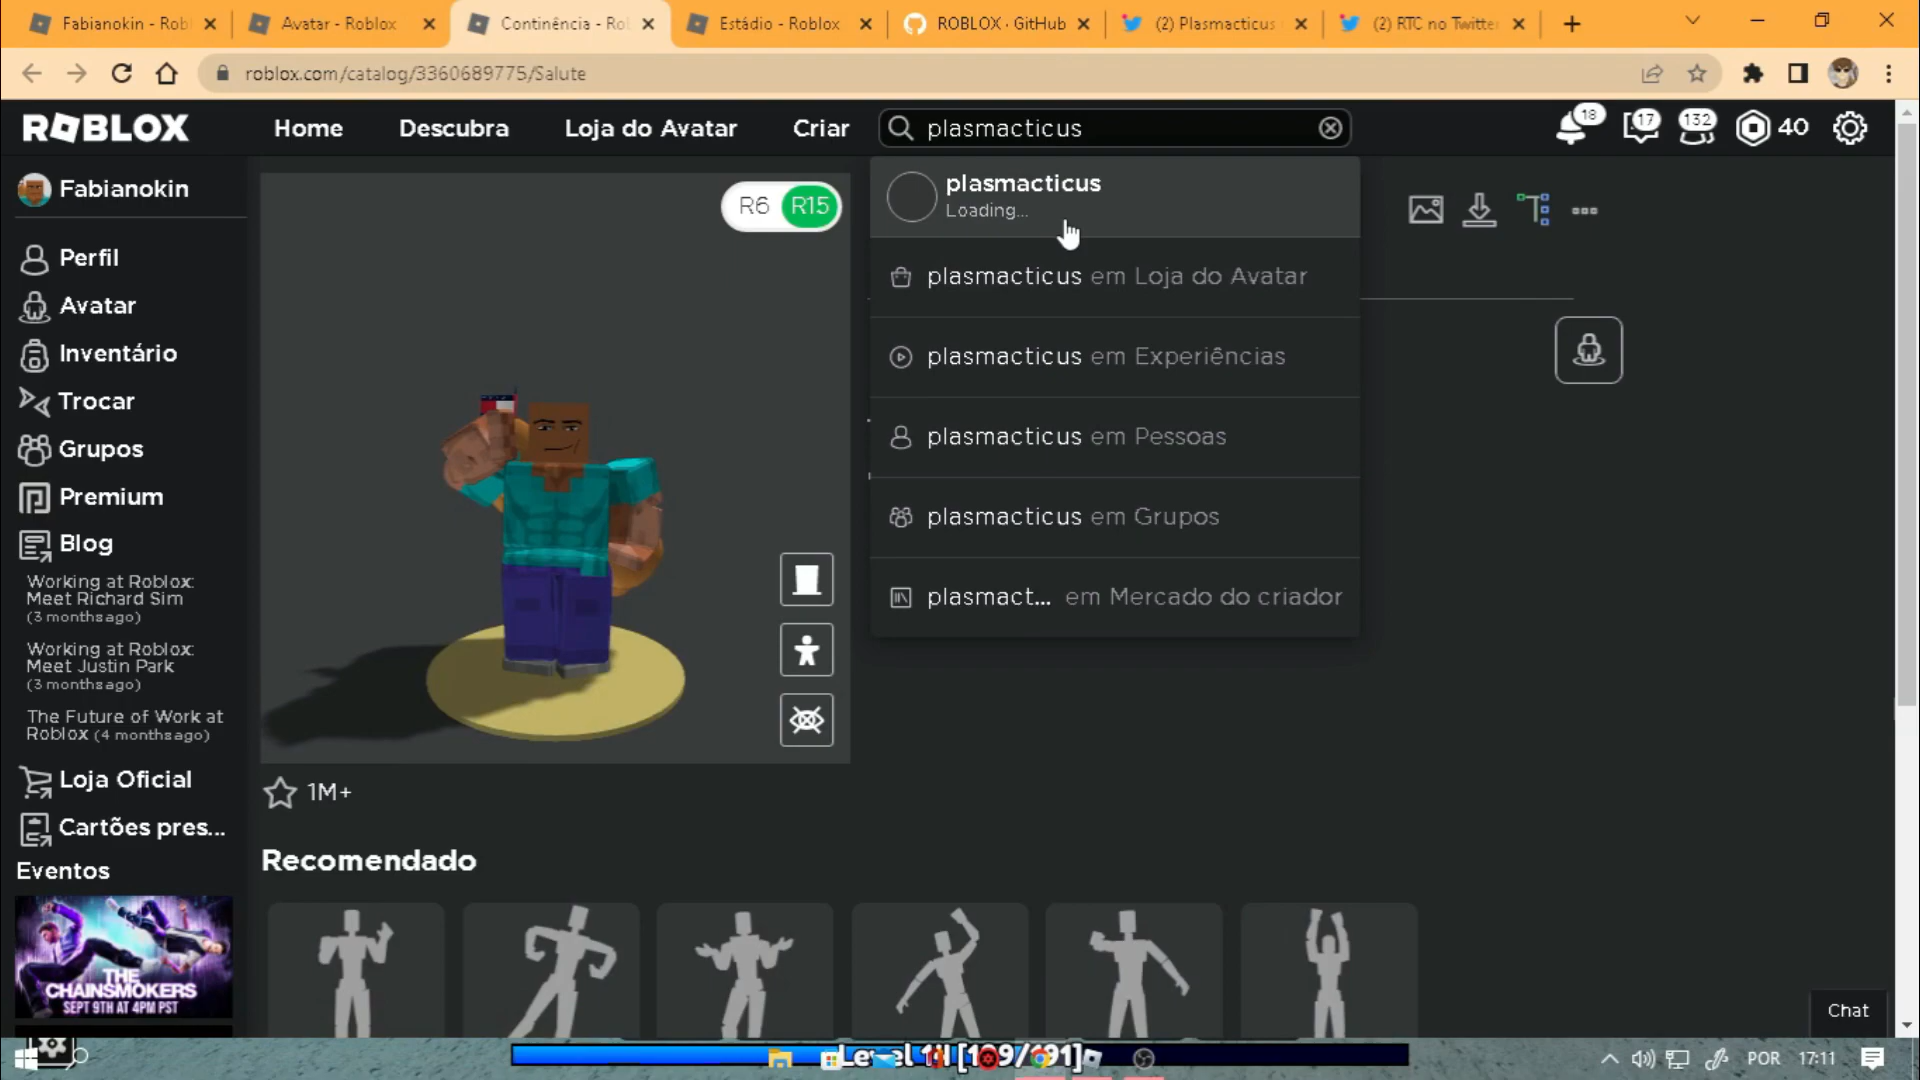 Fabianokin - Rob
Avatar - Roblox
Continência - Ro
Estádio - Roblox
ROBLOX · GitHub
(2) Plasmacticus
(2) RTC no Twitter
roblox.com/catalog/3360689775/Salute
ROBLOX
Home
Descubra
Loja do Avatar
Criar
plasmacticus
18
17
132
40
Fabianokin
Perfil
Avatar
Inventário
Trocar
Grupos
Premium
Blog
Working at Roblox:
Meet Richard Sim
(3 months ago)
Working at Roblox:
Meet Justin Park
(3 months ago)
The Future of Work at
Roblox (4 months ago)
Loja Oficial
Cartões pres...
Eventos
THE
CHAINSMOKERS
SEPT 9TH AT 4PM PST
R6 R15
plasmacticus
Loading...
plasmacticus em Loja do Avatar
plasmacticus em Experiências
plasmacticus em Pessoas
plasmacticus em Grupos
plasmact... em Mercado do criador
1M+
Recomendado
Chat
POR
17:11